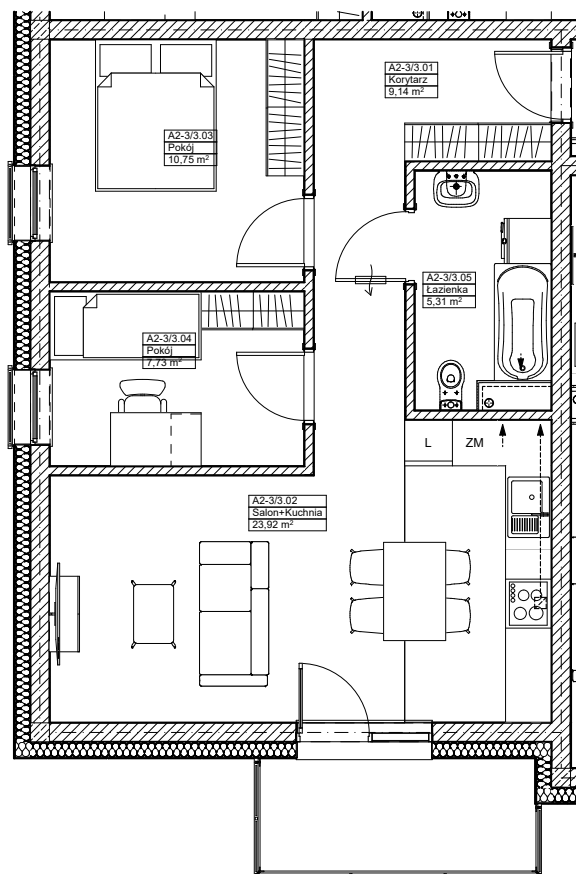 A2-3/3.01
Korytarz
9,14 m²
A2-3/3.03
Pokój
10,75 m²
A2-3/3.05
Łazienka
5,31 m²
A2-3/3.04
Pokój
7,73 m²
L
ZM
A2-3/3.02
Salon+Kuchnia
23,92 m²